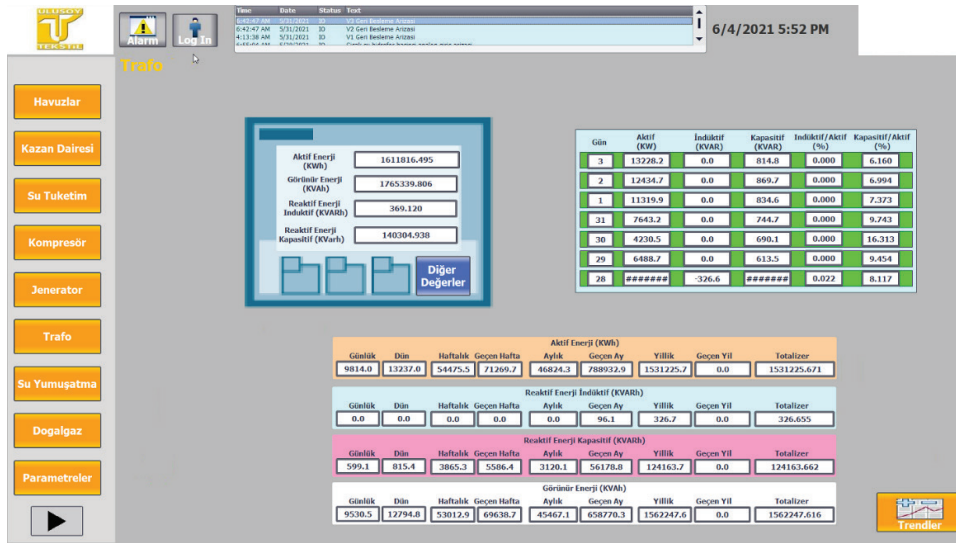 ULUSOY
TEKSTİL
Alarm
Log In
Time Date Status Text
6:42:47 AM 5/31/2021 IO V3 Geri Besleme Arizasi
6:42:47 AM 5/31/2021 IO V2 Geri Besleme Arizasi
4:13:38 AM 5/31/2021 IO V1 Geri Besleme Arizasi
6/4/2021 5:52 PM
Trafo
Havuzlar
Kazan Dairesi
Su Tuketim
Kompresör
Jenerator
Trafo
Su Yumuşatma
Dogalgaz
Parametreler
Aktif Enerji
(KWh)
1611816.495
Görünür Enerji
(KVAh)
1765339.806
Reaktif Enerji
Induktif (KVARh)
369.120
Reaktif Enerji
Kapasitif (KVarh)
140304.938
Diğer
Değerler
Gün Aktif (KW) İndüktif (KVAR) Kapasitif (KVAR) Indüktif/Aktif (%) Kapasitif/Aktif (%)
3 13228.2 0.0 814.8 0.000 6.160
2 12434.7 0.0 869.7 0.000 6.994
1 11319.9 0.0 834.6 0.000 7.373
31 7643.2 0.0 744.7 0.000 9.743
30 4230.5 0.0 690.1 0.000 16.313
29 6488.7 0.0 613.5 0.000 9.454
28 ####### -326.6 ####### 0.022 8.117
Aktif Enerji (KWh)
Günlük Dün Haftalık Geçen Hafta Aylık Geçen Ay Yıllık Geçen Yil Totalizer
9814.0 13237.0 54475.5 71269.7 46824.3 788932.9 1531225.7 0.0 1531225.671
Reaktif Enerji İndüktif (KVARh)
Günlük Dün Haftalık Geçen Hafta Aylık Geçen Ay Yıllık Geçen Yil Totalizer
0.0 0.0 0.0 0.0 0.0 96.1 326.7 0.0 326.655
Reaktif Enerji Kapasitif (KVARh)
Günlük Dün Haftalık Geçen Hafta Aylık Geçen Ay Yıllık Geçen Yil Totalizer
599.1 815.4 3865.3 5586.4 3120.1 56178.8 124163.7 0.0 124163.662
Görünür Enerji (KVAh)
Günlük Dün Haftalık Geçen Hafta Aylık Geçen Ay Yıllık Geçen Yil Totalizer
9530.5 12794.8 53012.9 69638.7 45467.1 658770.3 1562247.6 0.0 1562247.616
Trendler